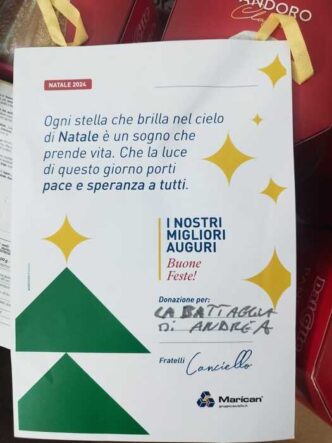 ANDORO
NATALE 2024
Ogni stella che brilla nel cielo
di Natale è un sogno che
prende vita. Che la luce
di questo giorno porti
pace e speranza a tutti.
I NOSTRI
MIGLIORI
AUGURI
Buone
Feste!
Donazione per:
LA BATTAGLIA
DI ANDREA
Fratelli Canciello
Marican